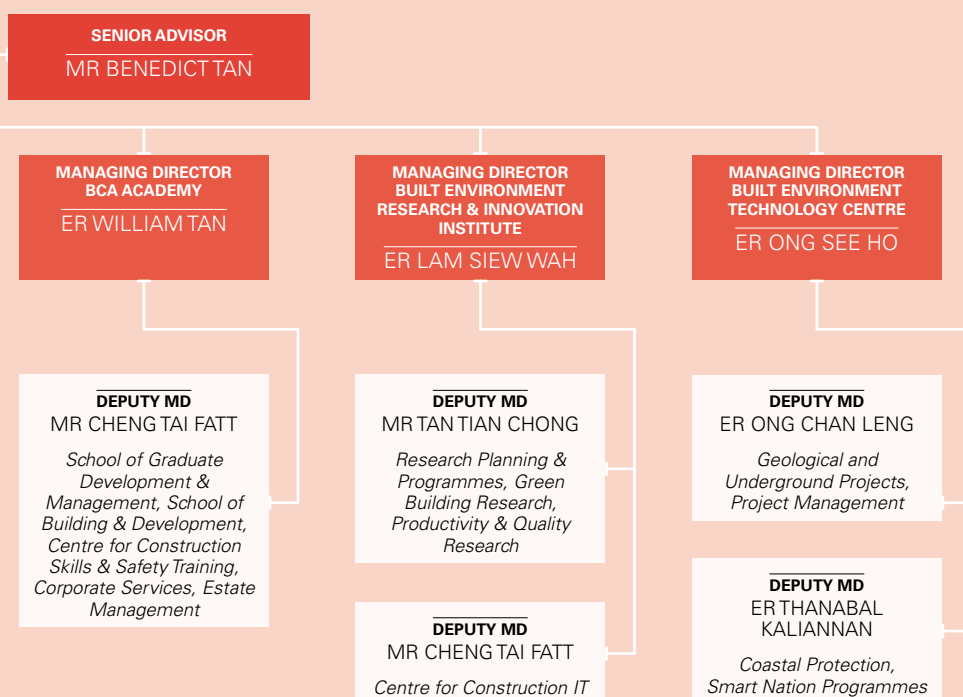 SENIOR ADVISOR
MR BENEDICT TAN
MANAGING DIRECTOR
BCA ACADEMY
ER WILLIAM TAN
MANAGING DIRECTOR
BUILT ENVIRONMENT
RESEARCH & INNOVATION
INSTITUTE
ER LAM SIEW WAH
MANAGING DIRECTOR
BUILT ENVIRONMENT
TECHNOLOGY CENTRE
ER ONG SEE HO
DEPUTY MD
MR CHENG TAI FATT
School of Graduate
Development &
Management, School of
Building & Development,
Centre for Construction
Skills & Safety Training,
Corporate Services, Estate
Management
DEPUTY MD
MR TAN TIAN CHONG
Research Planning &
Programmes, Green
Building Research,
Productivity & Quality
Research
DEPUTY MD
MR CHENG TAI FATT
Centre for Construction IT
DEPUTY MD
ER ONG CHAN LENG
Geological and
Underground Projects,
Project Management
DEPUTY MD
ER THANABAL
KALIANNAN
Coastal Protection,
Smart Nation Programmes